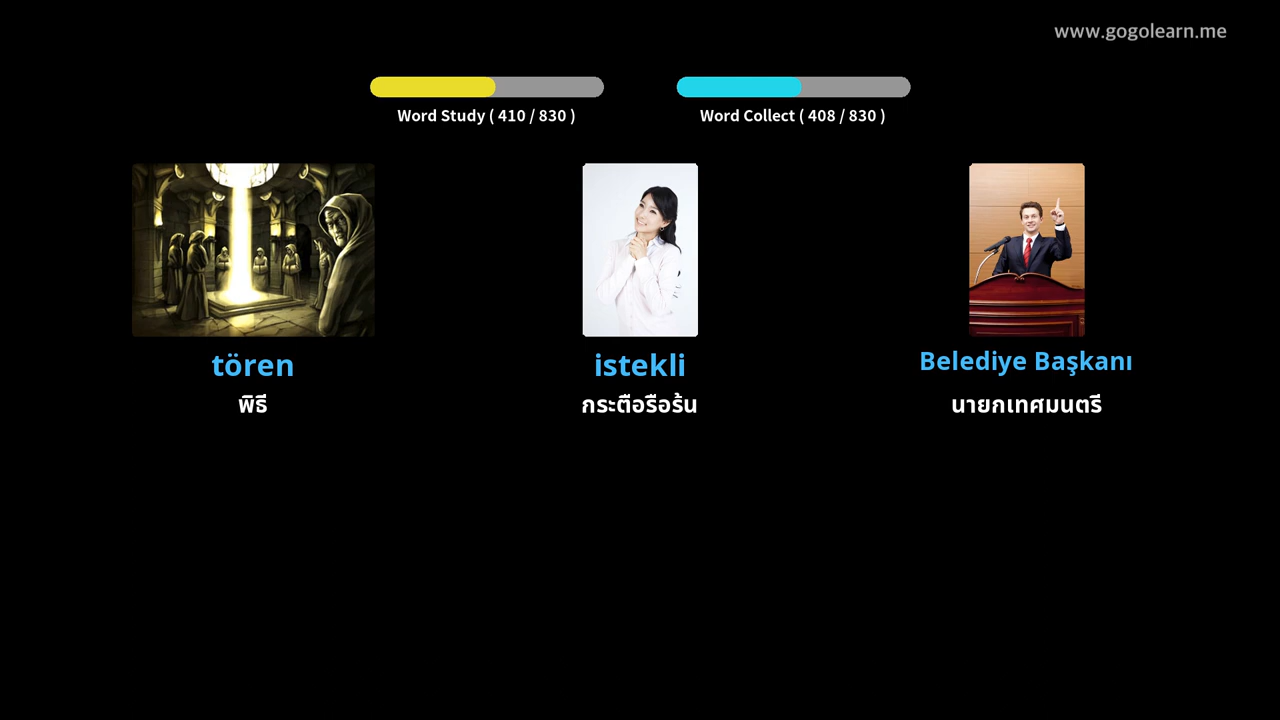 www.gogolearn.me
Word Study ( 410 / 830 )
Word Collect ( 408 / 830 )
tören
istekli
Belediye Başkanı
พิธี
กระตือรือร้น
นายกเทศมนตรี